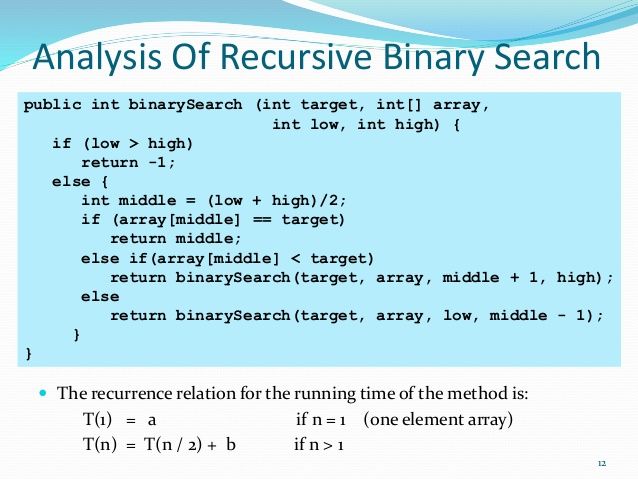 Analysis Of Recursive Binary Search
public int binarySearch (int target, int[] array,
int low, int high) {
if (low > high)
return -1;
else {
int middle = (low + high)/2;
if (array[middle] == target)
return middle;
else if(array[middle] < target)
return binarySearch(target, array, middle + 1, high);
else
return binarySearch(target, array, low, middle - 1);
}
}
• The recurrence relation for the running time of the method is:
T(1) = a if n = 1 (one element array)
T(n) = T(n / 2) + b if n > 1
12